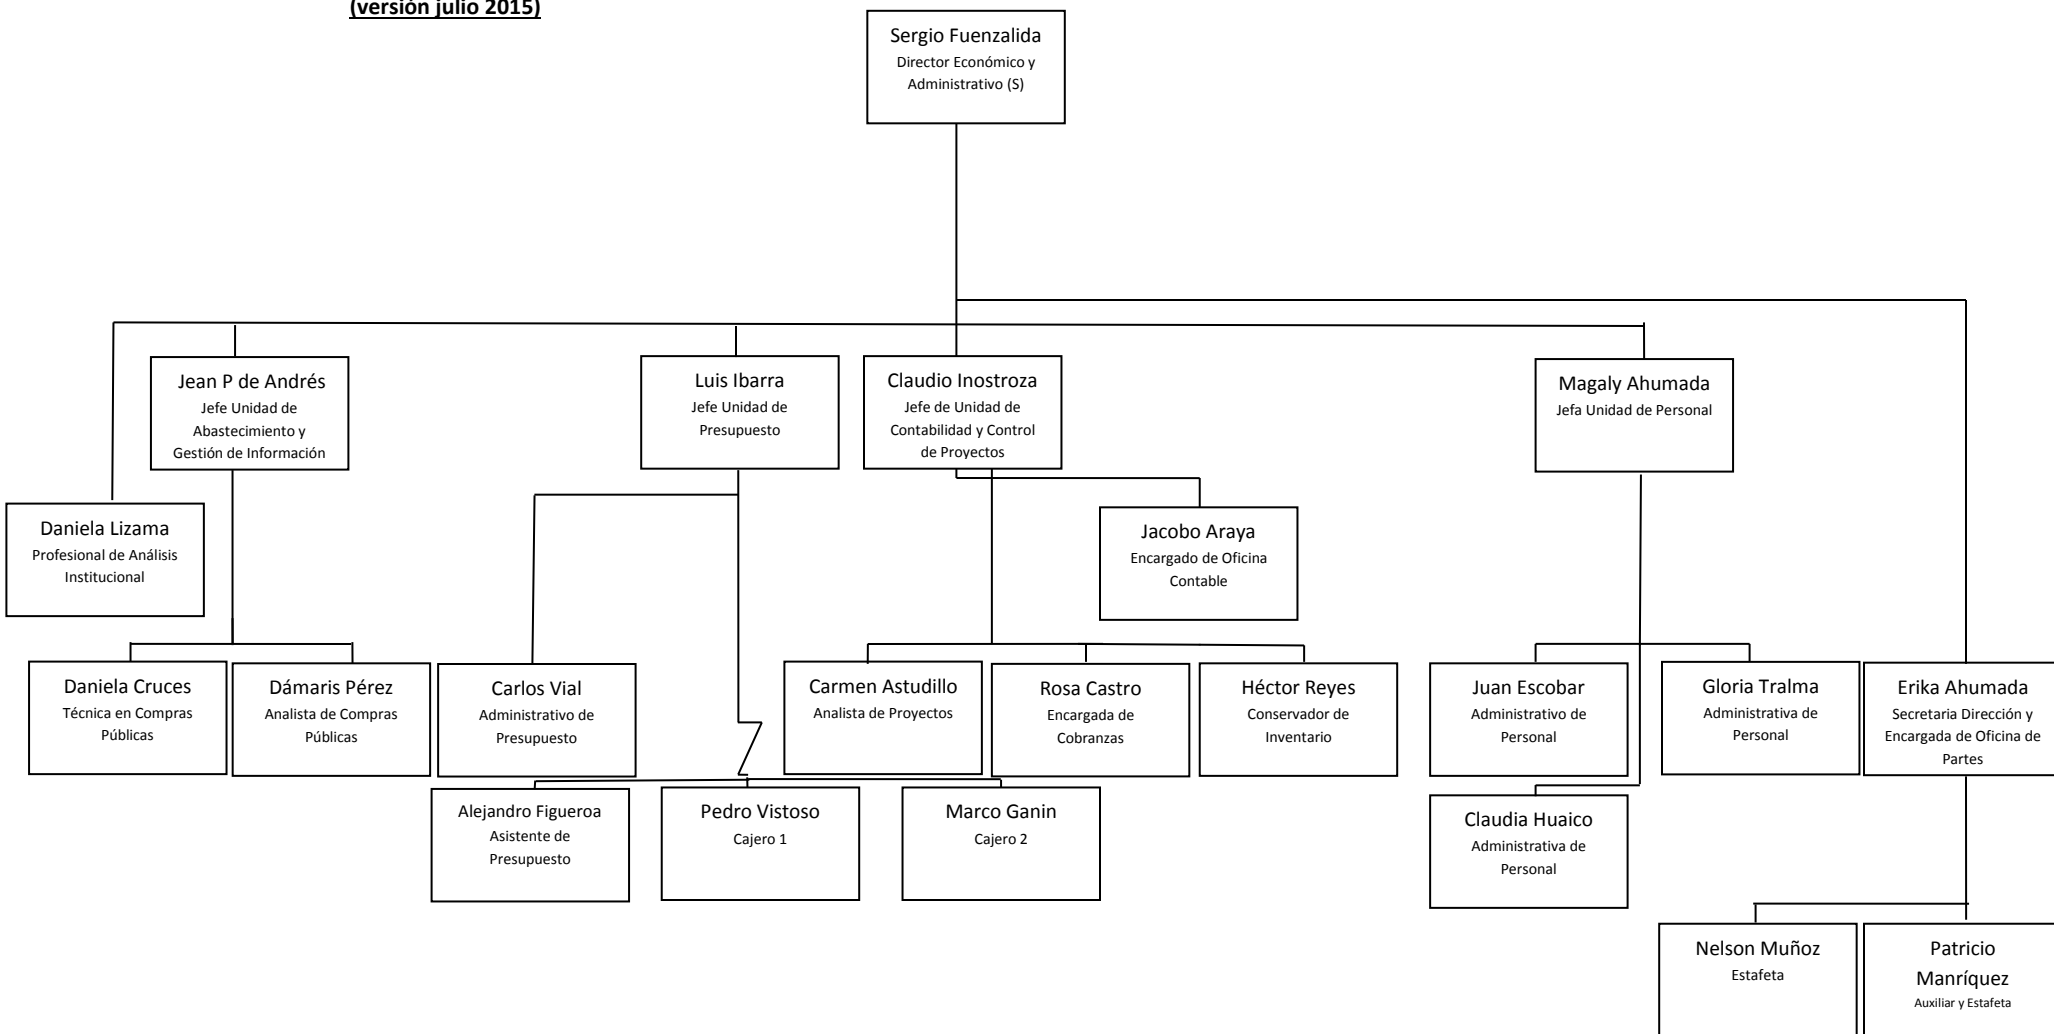 (versión julio 2015)
Sergio Fuenzalida
Director Económico y
Administrativo (S)
Jean P de Andrés
Jefe Unidad de
Abastecimiento y
Gestión de Información
Luis Ibarra
Jefe Unidad de
Presupuesto
Claudio Inostroza
Jefe de Unidad de
Contabilidad y Control
de Proyectos
Magaly Ahumada
Jefa Unidad de Personal
Daniela Lizama
Profesional de Análisis
Institucional
Jacobo Araya
Encargado de Oficina
Contable
Daniela Cruces
Técnica en Compras
Públicas
Dámaris Pérez
Analista de Compras
Públicas
Carlos Vial
Administrativo de
Presupuesto
Carmen Astudillo
Analista de Proyectos
Rosa Castro
Encargada de
Cobranzas
Héctor Reyes
Conservador de
Inventario
Juan Escobar
Administrativo de
Personal
Gloria Tralma
Administrativa de
Personal
Erika Ahumada
Secretaria Dirección y
Encargada de Oficina de
Partes
Alejandro Figueroa
Asistente de
Presupuesto
Pedro Vistoso
Cajero 1
Marco Ganin
Cajero 2
Claudia Huaico
Administrativa de
Personal
Nelson Muñoz
Estafeta
Patricio
Manríquez
Auxiliar y Estafeta